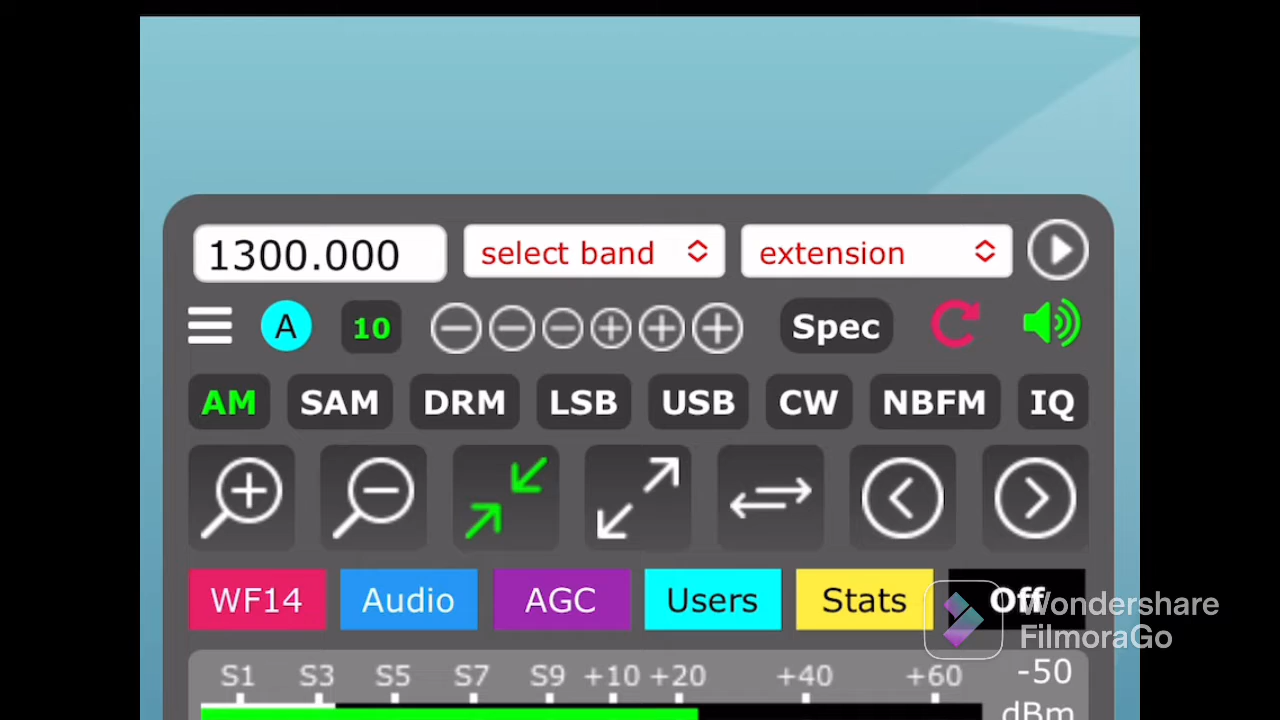 1300.000 select band extension
A 10 Spec
AM SAM DRM LSB USB CW NBFM IQ
WF14 Audio AGC Users Stats Off
Wondershare
FilmoraGo
S1 S3 S5 S7 S9 +10 +20 +40 +60 -50
dBm